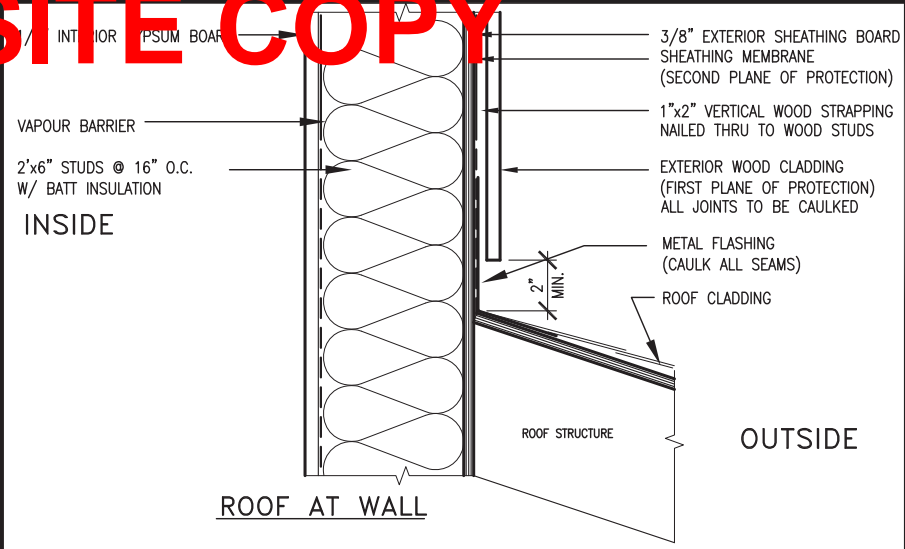 SITE COPY
INTERIOR GYPSUM BOARD
VAPOUR BARRIER
2'x6" STUDS @ 16" O.C.
W/ BATT INSULATION
INSIDE
3/8" EXTERIOR SHEATHING BOARD
SHEATHING MEMBRANE
(SECOND PLANE OF PROTECTION)
1"x2" VERTICAL WOOD STRAPPING
NAILED THRU TO WOOD STUDS
EXTERIOR WOOD CLADDING
(FIRST PLANE OF PROTECTION)
ALL JOINTS TO BE CAULKED
METAL FLASHING
(CAULK ALL SEAMS)
2"
MIN.
ROOF CLADDING
ROOF STRUCTURE
OUTSIDE
ROOF AT WALL